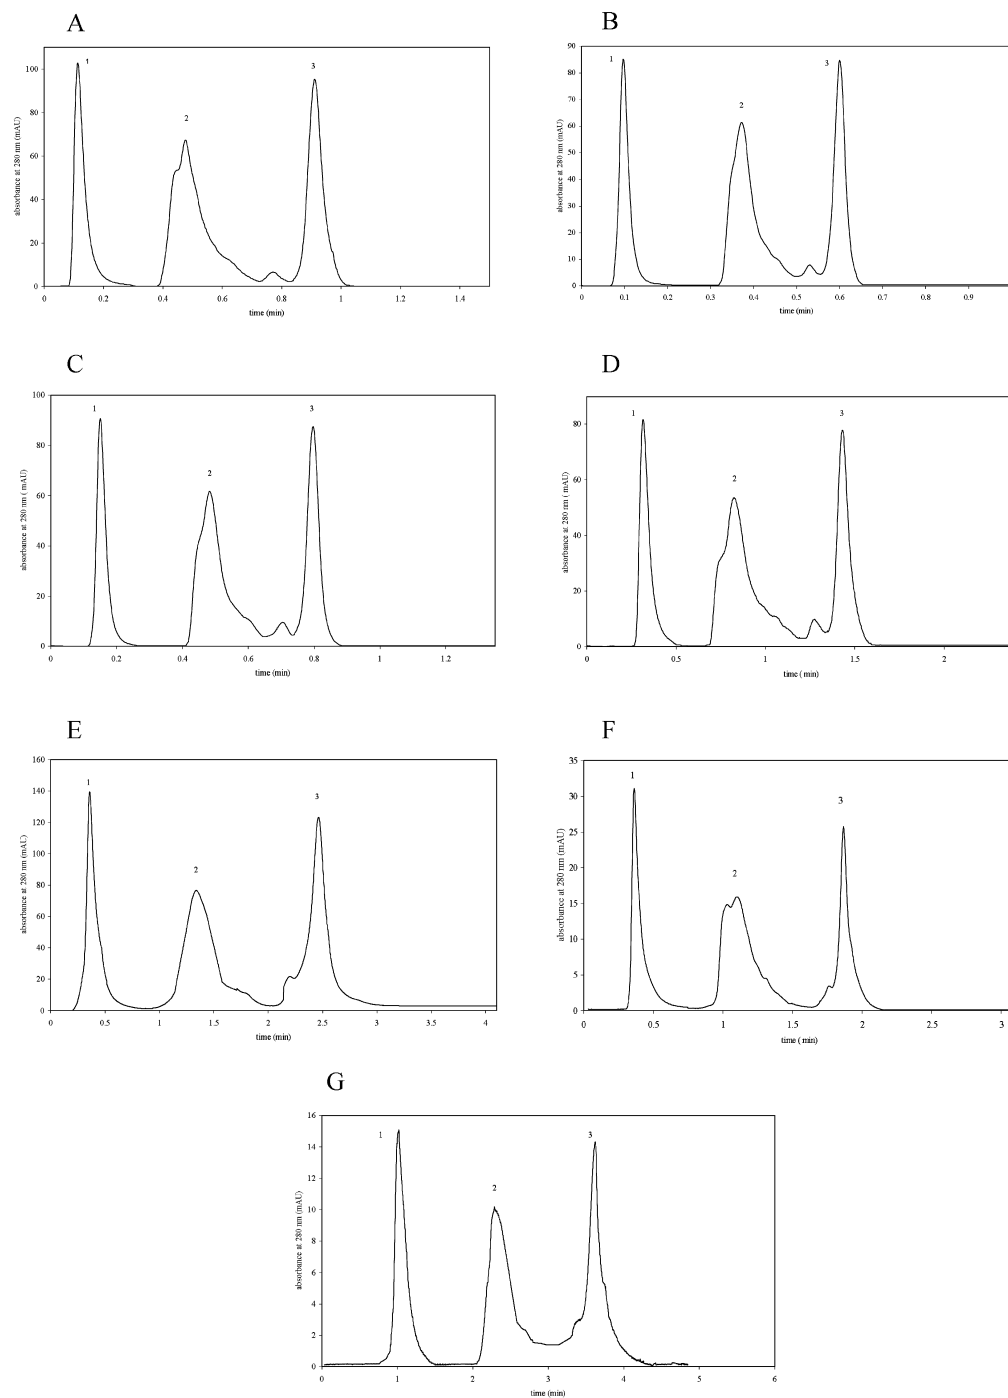 A
absorbance at 280 nm (mAU)
100
80
60
40
20
0
1
2
3
0 0.2 0.4 0.6 0.8 1 1.2 1.4
time (min)
B
absorbance at 280 nm (mAU)
90
80
70
60
50
40
30
20
10
0
1
2
3
0 0.1 0.2 0.3 0.4 0.5 0.6 0.7 0.8 0.9
time (min)
C
absorbance at 280 nm ( mAU)
100
80
60
40
20
0
1
2
3
0 0.2 0.4 0.6 0.8 1 1.2
time (min)
D
absorbance at 280 nm ( mAU)
80
60
40
20
0
1
2
3
0 0.5 1 1.5 2
time ( min)
E
absorbance at 280 nm (mAU)
160
140
120
100
80
60
40
20
0
1
2
3
0 0.5 1 1.5 2 2.5 3 3.5 4
time (min)
F
absorbance at 280 nm (mAU)
35
30
25
20
15
10
5
0
1
2
3
0 0.5 1 1.5 2 2.5 3
time ( min)
G
absorbance at 280 nm (mAU)
16
14
12
10
8
6
4
2
0
1
2
3
0 1 2 3 4 5 6
time (min)